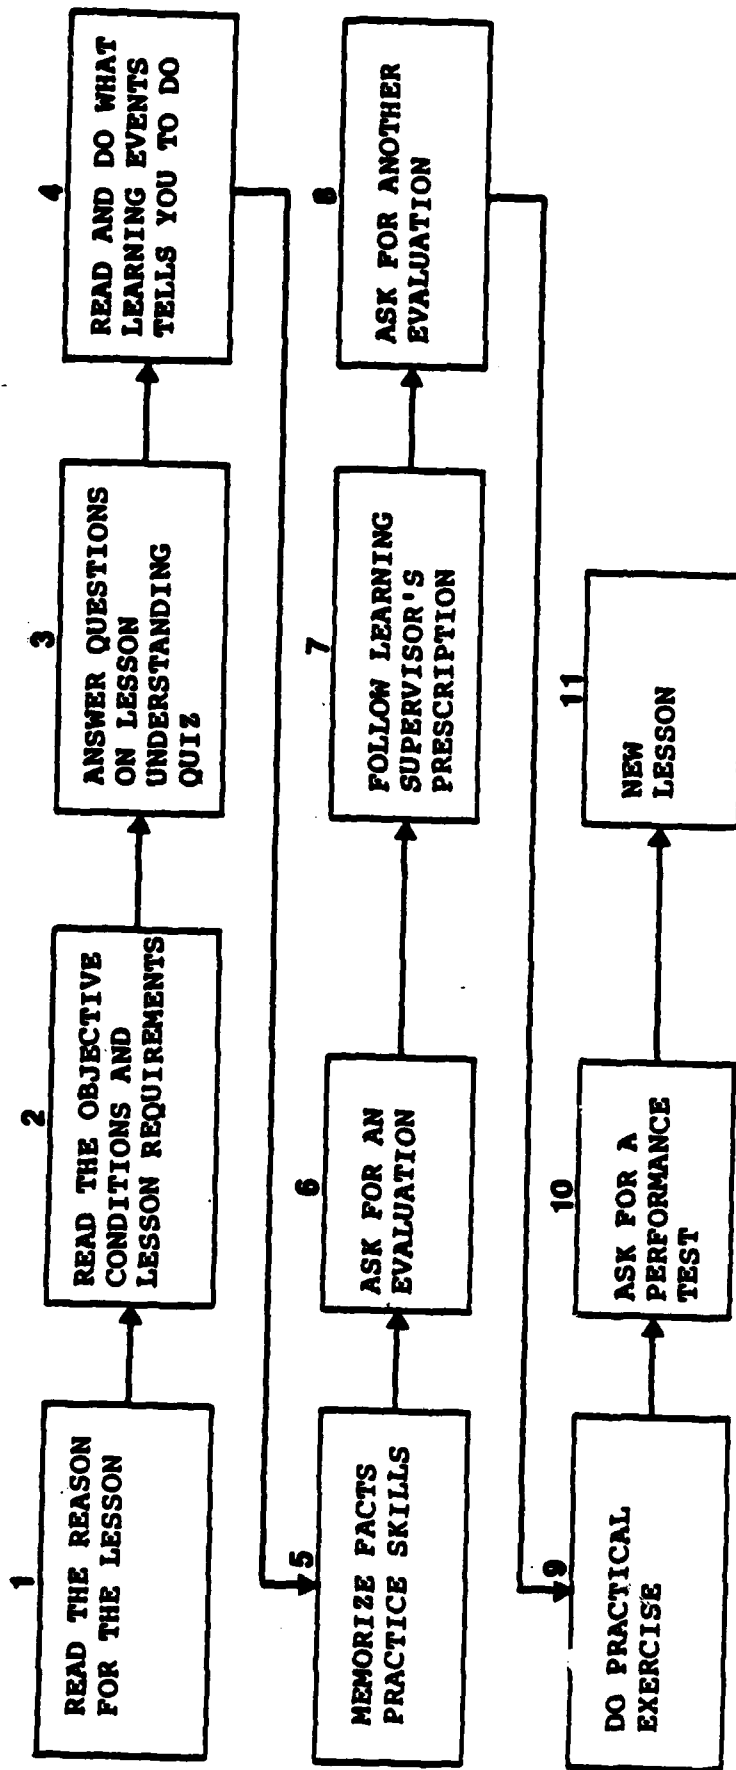 1
READ THE REASON
FOR THE LESSON
2
READ THE OBJECTIVE
CONDITIONS AND
LESSON REQUIREMENTS
3
ANSWER QUESTIONS
ON LESSON
UNDERSTANDING
QUIZ
4
READ AND DO WHAT
LEARNING EVENTS
TELLS YOU TO DO
5
MEMORIZE FACTS
PRACTICE SKILLS
6
ASK FOR AN
EVALUATION
7
FOLLOW LEARNING
SUPERVISOR'S
PRESCRIPTION
8
ASK FOR ANOTHER
EVALUATION
9
DO PRACTICAL
EXERCISE
10
ASK FOR A
PERFORMANCE
TEST
11
NEW
LESSON